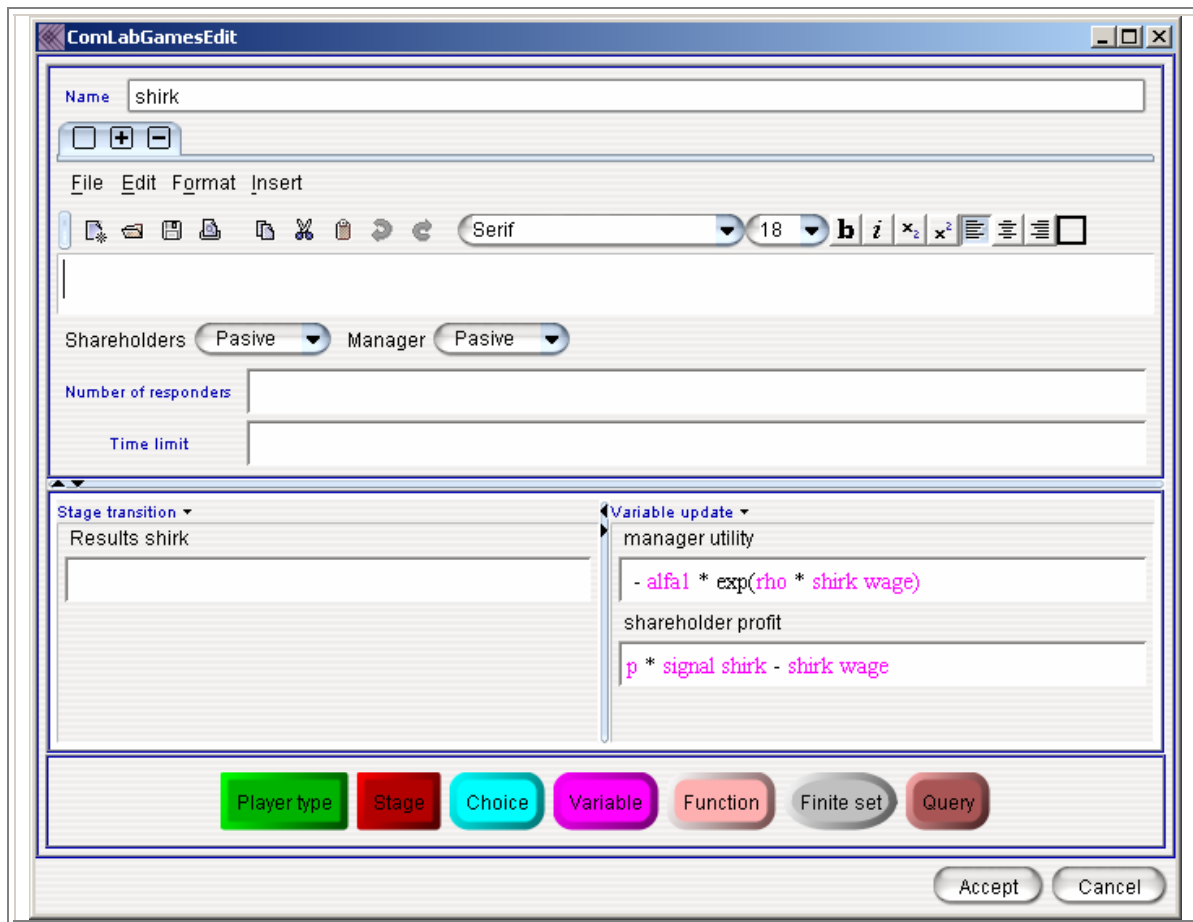 ComLabGamesEdit
Name shirk
File Edit Format Insert
Serif 18 b i x₂ x²
Shareholders Pasive Manager Pasive
Number of responders
Time limit
Stage transition Variable update
Results shirk manager utility
- alfa1 * exp(rho * shirk wage)
shareholder profit
p * signal shirk - shirk wage
Player type Stage Choice Variable Function Finite set Query
Accept Cancel